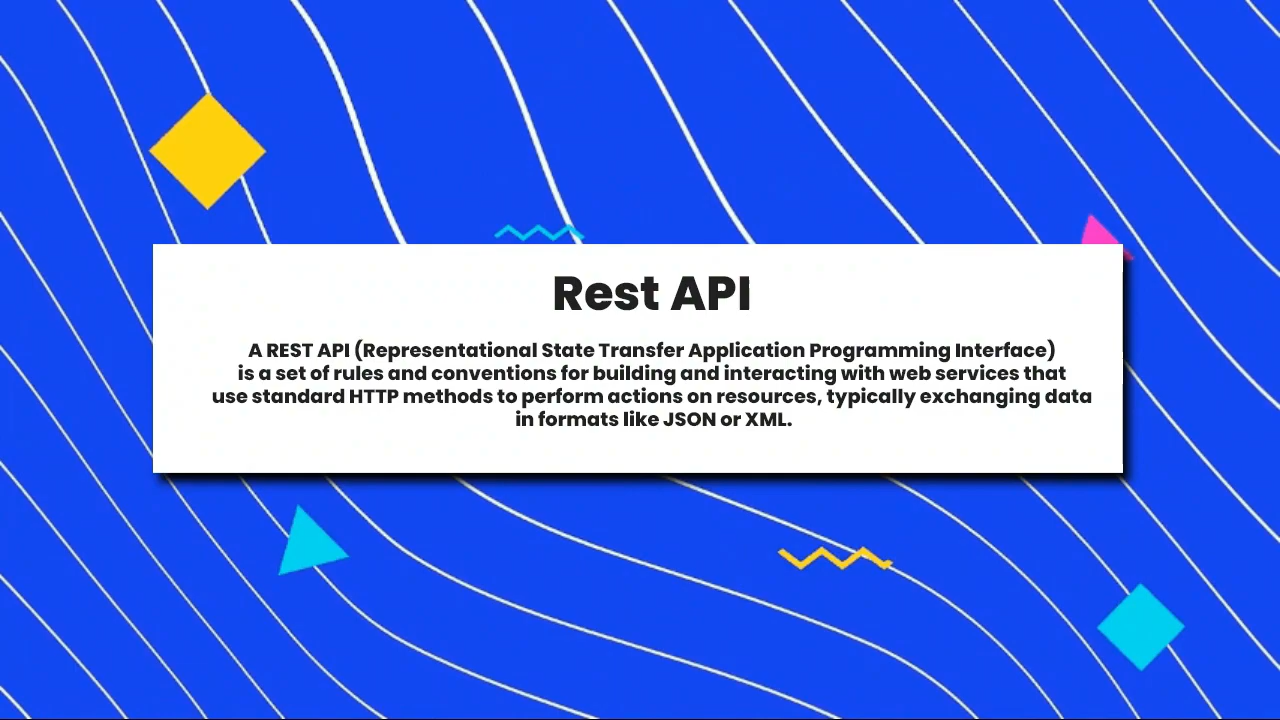 Rest API
A REST API (Representational State Transfer Application Programming Interface)
is a set of rules and conventions for building and interacting with web services that
use standard HTTP methods to perform actions on resources, typically exchanging data
in formats like JSON or XML.